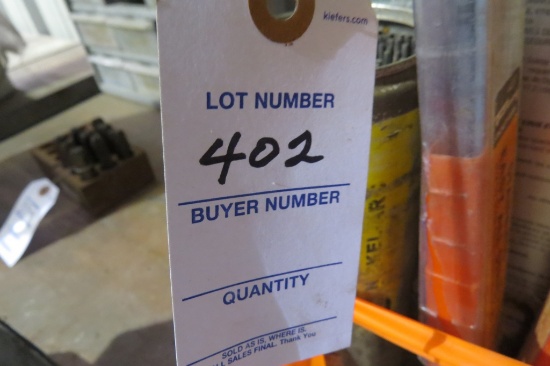 kiefers.com
LOT NUMBER
402
BUYER NUMBER
QUANTITY
SOLD AS IS, WHERE IS.
ALL SALES FINAL. Thank You